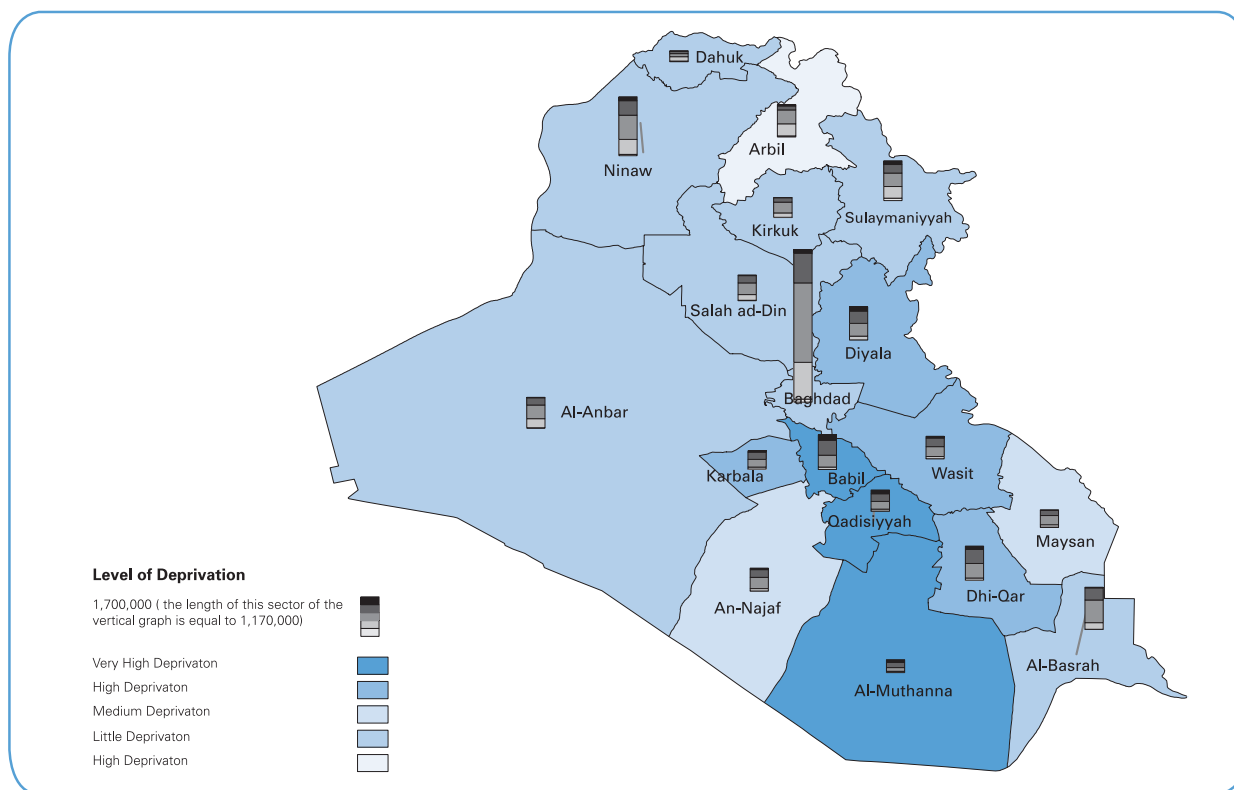 Dahuk
Arbil
Ninaw
Sulaymaniyyah
Kirkuk
Salah ad-Din
Diyala
Baghdad
Al-Anbar
Karbala
Babil
Wasit
Qadisiyyah
Maysan
An-Najaf
Dhi-Qar
Al-Basrah
Al-Muthanna
Level of Deprivation
1,700,000 ( the length of this sector of the
vertical graph is equal to 1,170,000)
Very High Deprivaton
High Deprivaton
Medium Deprivaton
Little Deprivaton
High Deprivaton